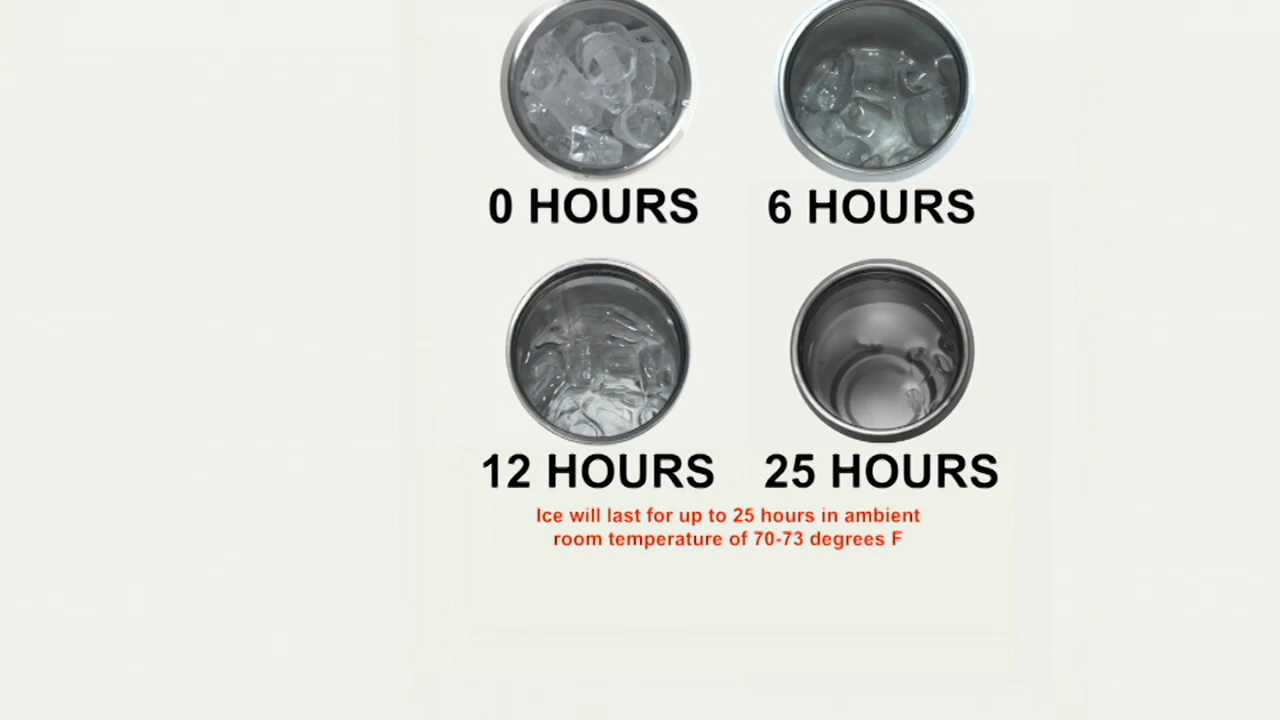 0 HOURS
6 HOURS
12 HOURS
25 HOURS
Ice will last for up to 25 hours in ambient
room temperature of 70-73 degrees F